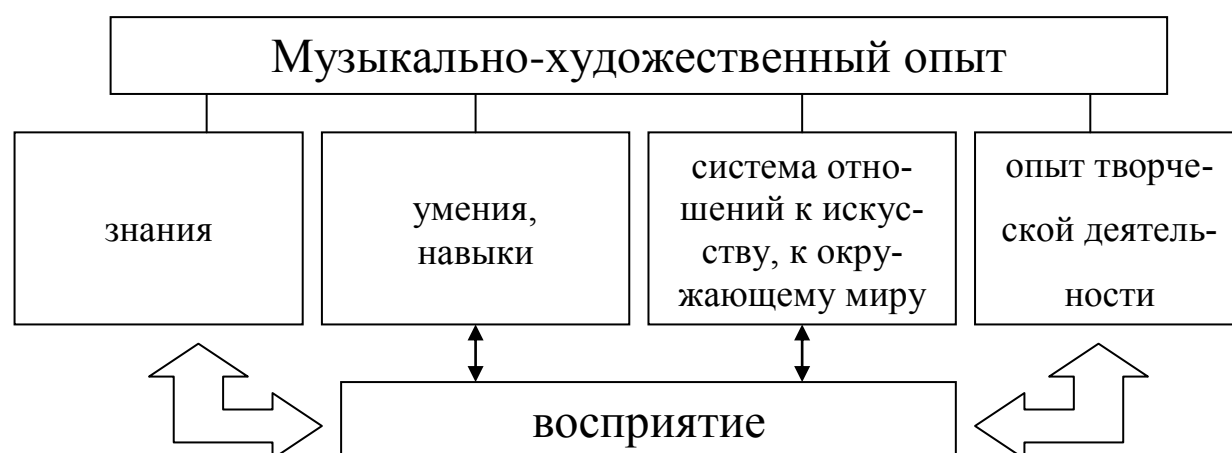 Музыкально-художественный опыт
знания
умения,
навыки
система отно-
шений к искус-
ству, к окру-
жающему миру
опыт творче-
ской деятель-
ности
восприятие